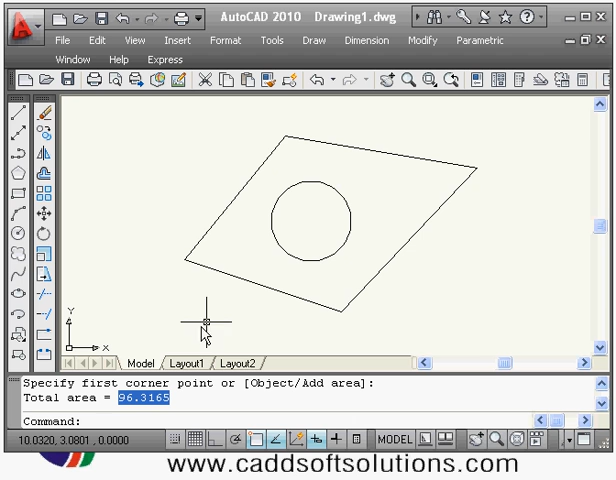 AutoCAD 2010 Drawing1.dwg
File Edit View Insert Format Tools Draw Dimension Modify Parametric
Window Help Express
Y
X
Model Layout1 Layout2
Specify first corner point or [Object/Add area]:
Total area = 96.3165
Command:
10.0320, 3.0801, 0.0000 MODEL
www.caddsoftsolutions.com